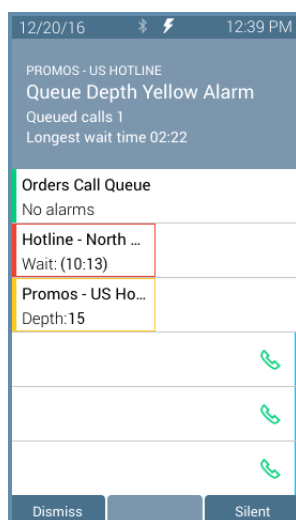 12/20/16 12:39 PM
PROMOS - US HOTLINE
Queue Depth Yellow Alarm
Queued calls 1
Longest wait time 02:22
Orders Call Queue
No alarms
Hotline - North ...
Wait: (10:13)
Promos - US Ho...
Depth:15
Dismiss Silent